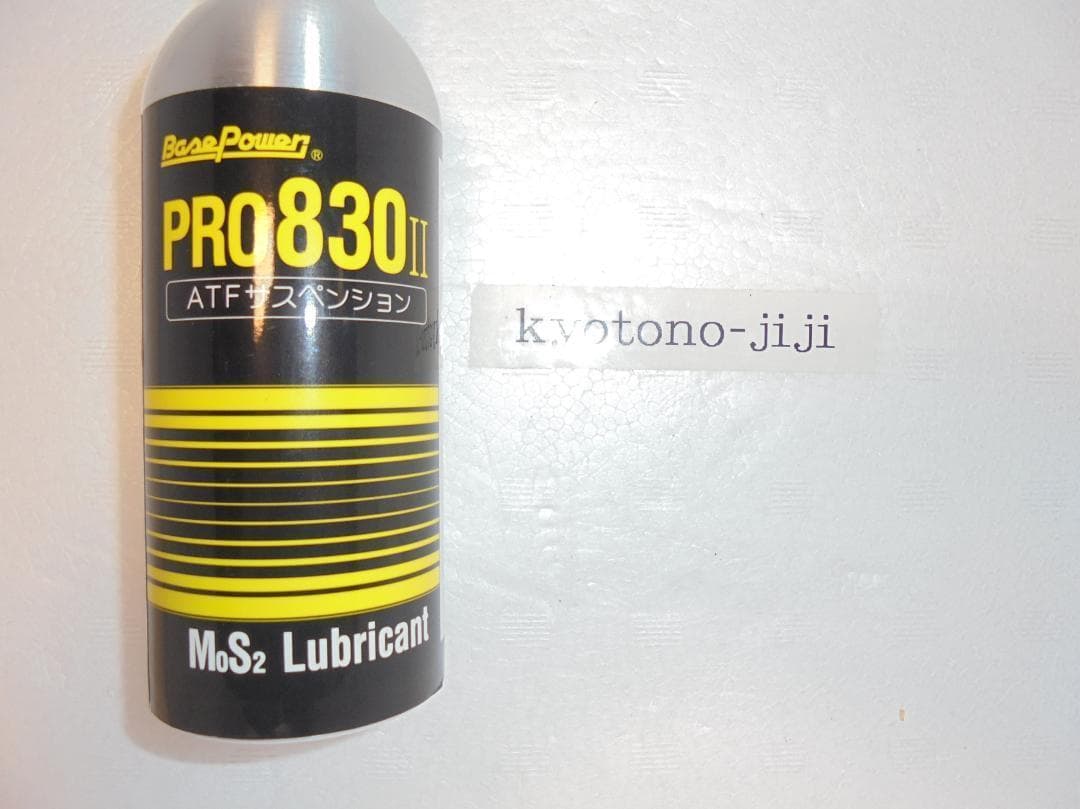 BasePower®
PRO830II
ATFサスペンション
kyotono-jiji
MoS2 Lubricant